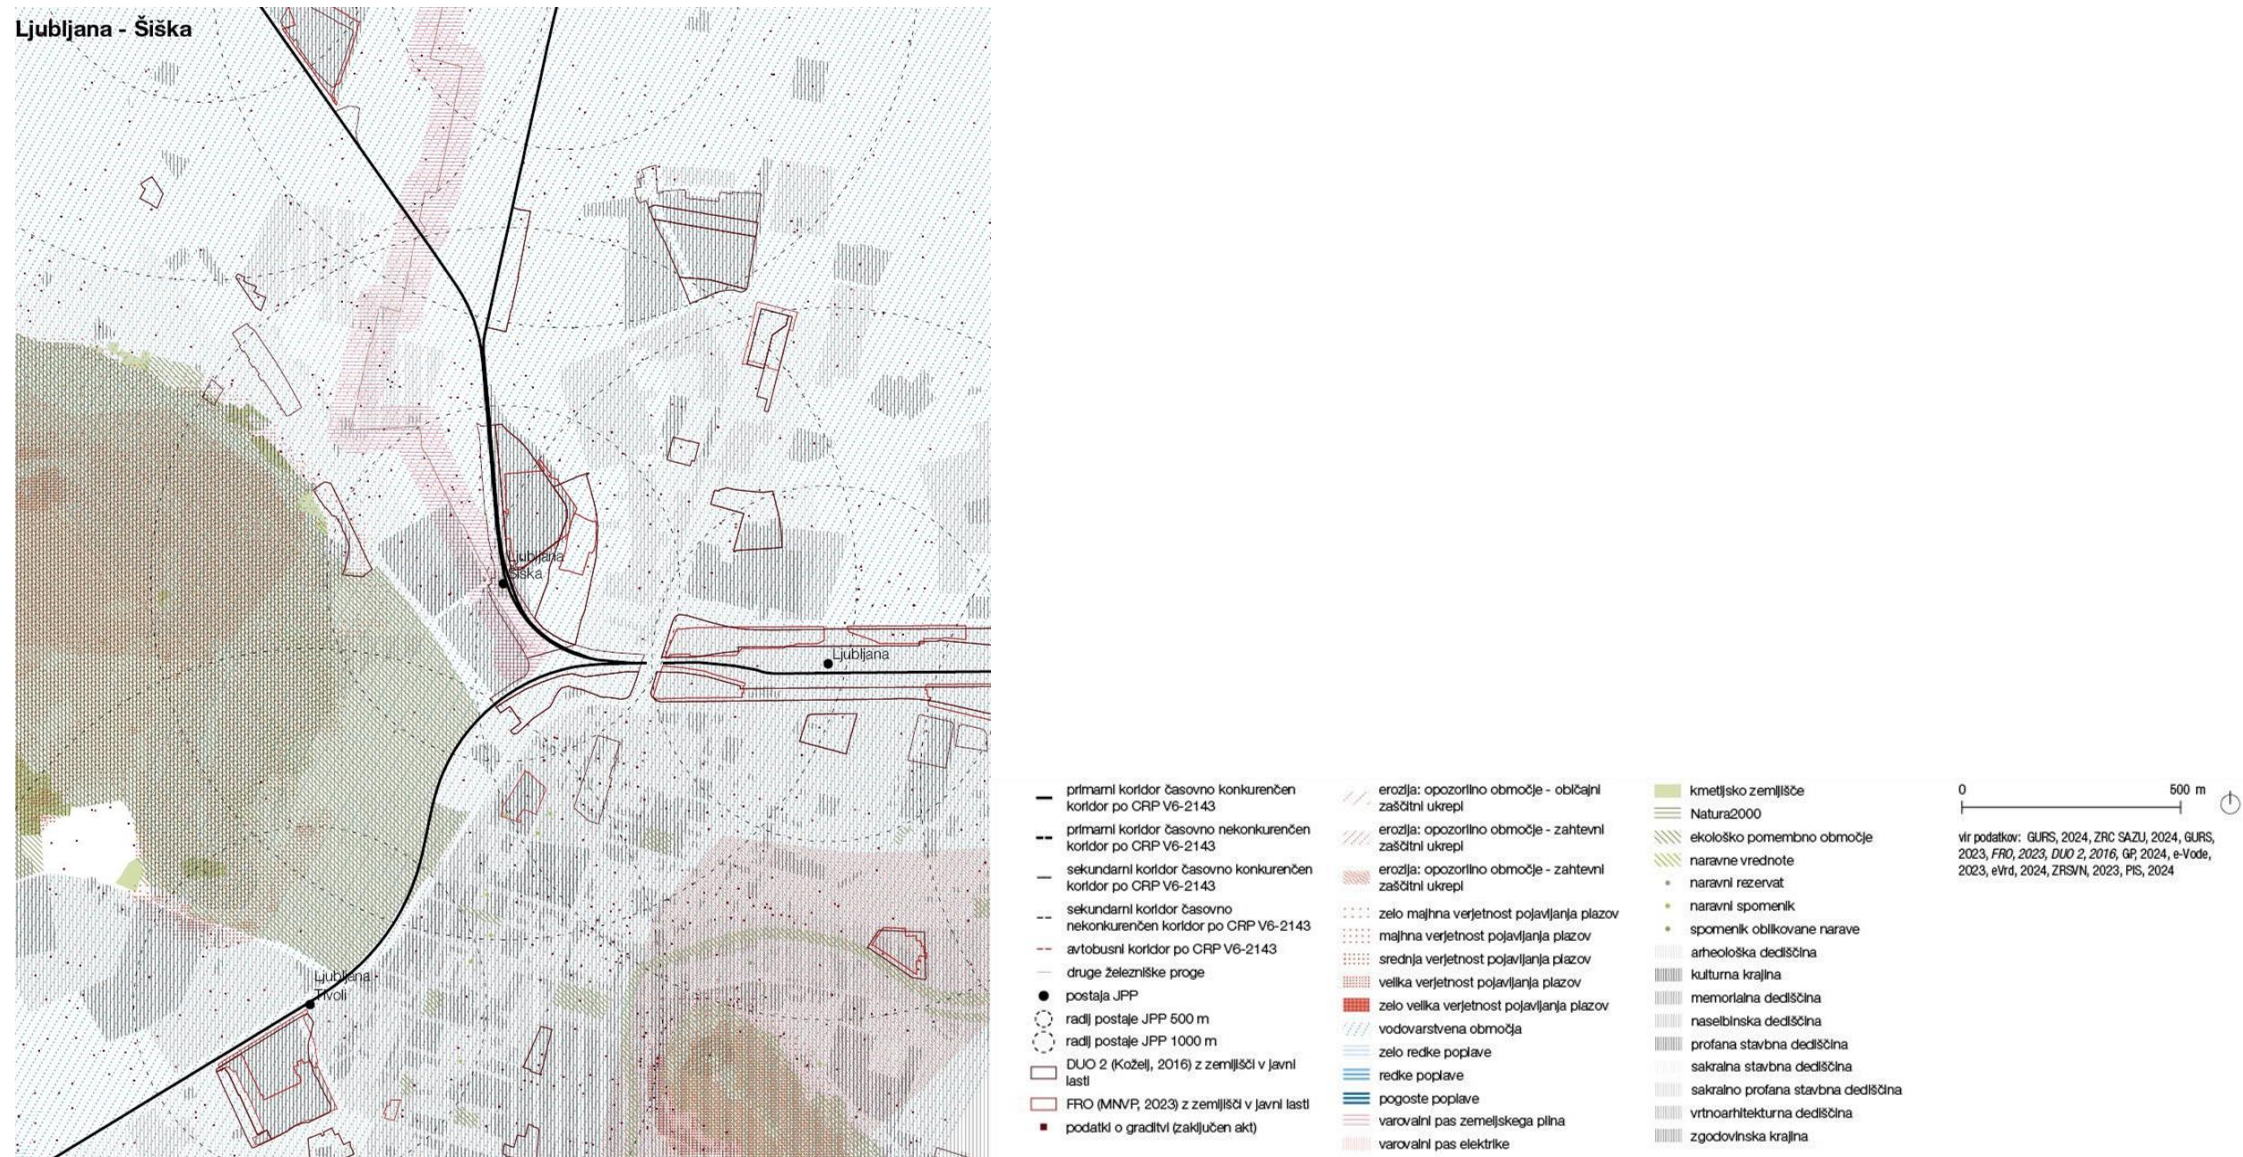 Ljubljana - Šiška
Ljubljana
Šiška
Ljubljana
Ljubljana -
Tivoli
primarni koridor časovno konkurenčen
koridor po CRP V6-2143
primarni koridor časovno nekonkurenčen
koridor po CRP V6-2143
sekundarni koridor časovno konkurenčen
koridor po CRP V6-2143
sekundarni koridor časovno
nekonkurenčen koridor po CRP V6-2143
avtobusni koridor po CRP V6-2143
druge železniške proge
postaja JPP
radij postaje JPP 500 m
radij postaje JPP 1000 m
DUO 2 (Koželj, 2016) z zemljišči v javni
lasti
FRO (MNVP, 2023) z zemljišči v javni lasti
podatki o graditvi (zaključen akt)
erozija: opozorilno območje - običajni
zaščitni ukrepi
erozija: opozorilno območje - zahtevni
zaščitni ukrepi
erozija: opozorilno območje - zahtevni
zaščitni ukrepi
zelo majhna verjetnost pojavljanja plazov
majhna verjetnost pojavljanja plazov
srednja verjetnost pojavljanja plazov
velika verjetnost pojavljanja plazov
zelo velika verjetnost pojavljanja plazov
vodovarstvena območja
zelo redke poplave
redke poplave
pogoste poplave
varovalni pas zemeljskega plina
varovalni pas elektrike
kmetijsko zemljišče
Natura2000
ekološko pomembno območje
naravne vrednote
naravni rezervat
naravni spomenik
spomenik oblikovane narave
arheološka dediščina
kulturna krajina
memorialna dediščina
naselbinska dediščina
profana stavbna dediščina
sakralna stavbna dediščina
sakralno profana stavbna dediščina
vrtnoarhitekturna dediščina
zgodovinska krajina
0 500 m
vir podatkov: GURS, 2024, ZRC SAZU, 2024, GURS,
2023, FRO, 2023, DUO 2, 2016, GP, 2024, e-Vode,
2023, eVrd, 2024, ZRSVN, 2023, PIS, 2024